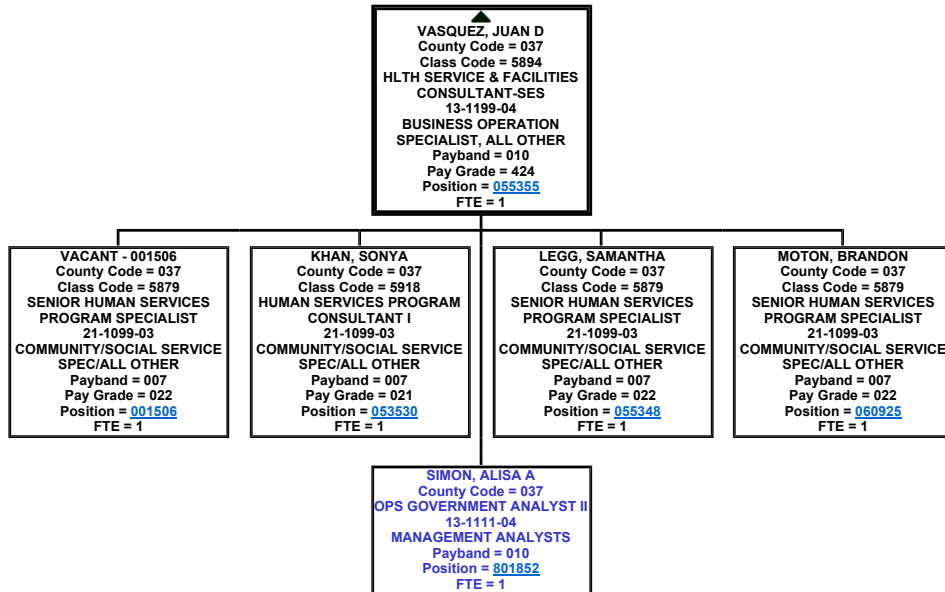 VASQUEZ, JUAN D
County Code = 037
Class Code = 5894
HLTH SERVICE & FACILITIES
CONSULTANT-SES
13-1199-04
BUSINESS OPERATION
SPECIALIST, ALL OTHER
Payband = 010
Pay Grade = 424
Position = 055355
FTE = 1
VACANT - 001506
County Code = 037
Class Code = 5879
SENIOR HUMAN SERVICES
PROGRAM SPECIALIST
21-1099-03
COMMUNITY/SOCIAL SERVICE
SPEC/ALL OTHER
Payband = 007
Pay Grade = 022
Position = 001506
FTE = 1
KHAN, SONYA
County Code = 037
Class Code = 5918
HUMAN SERVICES PROGRAM
CONSULTANT I
21-1099-03
COMMUNITY/SOCIAL SERVICE
SPEC/ALL OTHER
Payband = 007
Pay Grade = 021
Position = 053530
FTE = 1
LEGG, SAMANTHA
County Code = 037
Class Code = 5879
SENIOR HUMAN SERVICES
PROGRAM SPECIALIST
21-1099-03
COMMUNITY/SOCIAL SERVICE
SPEC/ALL OTHER
Payband = 007
Pay Grade = 022
Position = 055348
FTE = 1
MOTON, BRANDON
County Code = 037
Class Code = 5879
SENIOR HUMAN SERVICES
PROGRAM SPECIALIST
21-1099-03
COMMUNITY/SOCIAL SERVICE
SPEC/ALL OTHER
Payband = 007
Pay Grade = 022
Position = 060925
FTE = 1
SIMON, ALISA A
County Code = 037
OPS GOVERNMENT ANALYST II
13-1111-04
MANAGEMENT ANALYSTS
Payband = 010
Position = 801852
FTE = 1